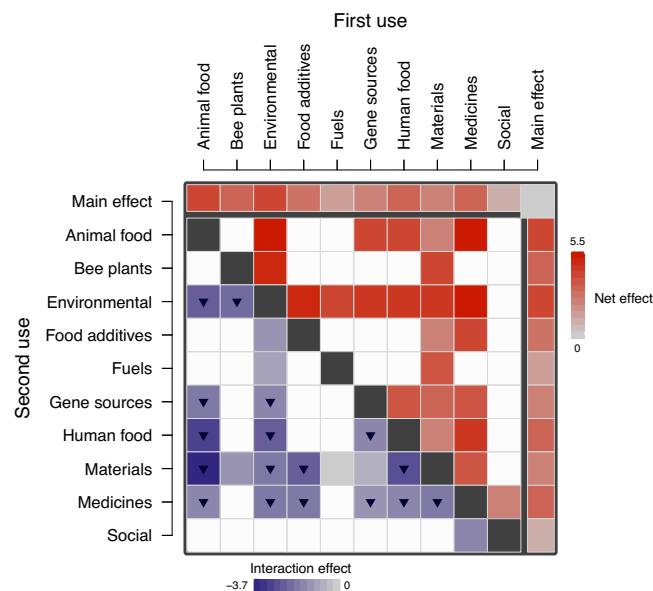 First use
Animal food
Bee plants
Environmental
Food additives
Fuels
Gene sources
Human food
Materials
Medicines
Social
Main effect
Second use
Main effect
Animal food
Bee plants
Environmental
Food additives
Fuels
Gene sources
Human food
Materials
Medicines
Social
5.5
Net effect
0
Interaction effect
−3.7 0